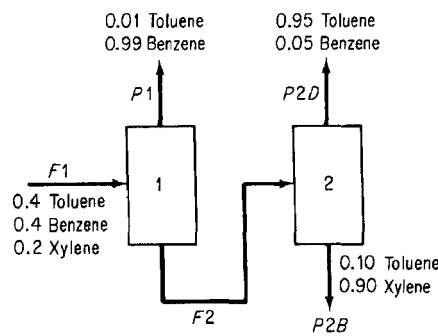 0.01 Toluene
0.99 Benzene
0.95 Toluene
0.05 Benzene
P1
P2D
F1
0.4 Toluene
0.4 Benzene
0.2 Xylene
1
2
0.10 Toluene
0.90 Xylene
F2
P2B